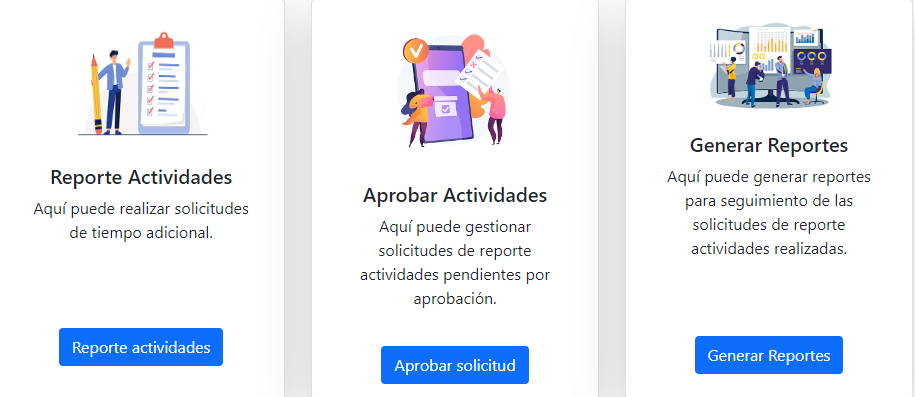 Reporte Actividades
Aquí puede realizar solicitudes
de tiempo adicional.
Reporte actividades
Aprobar Actividades
Aquí puede gestionar
solicitudes de reporte
actividades pendientes por
aprobación.
Aprobar solicitud
Generar Reportes
Aquí puede generar reportes
para seguimiento de las
solicitudes de reporte
actividades realizadas.
Generar Reportes